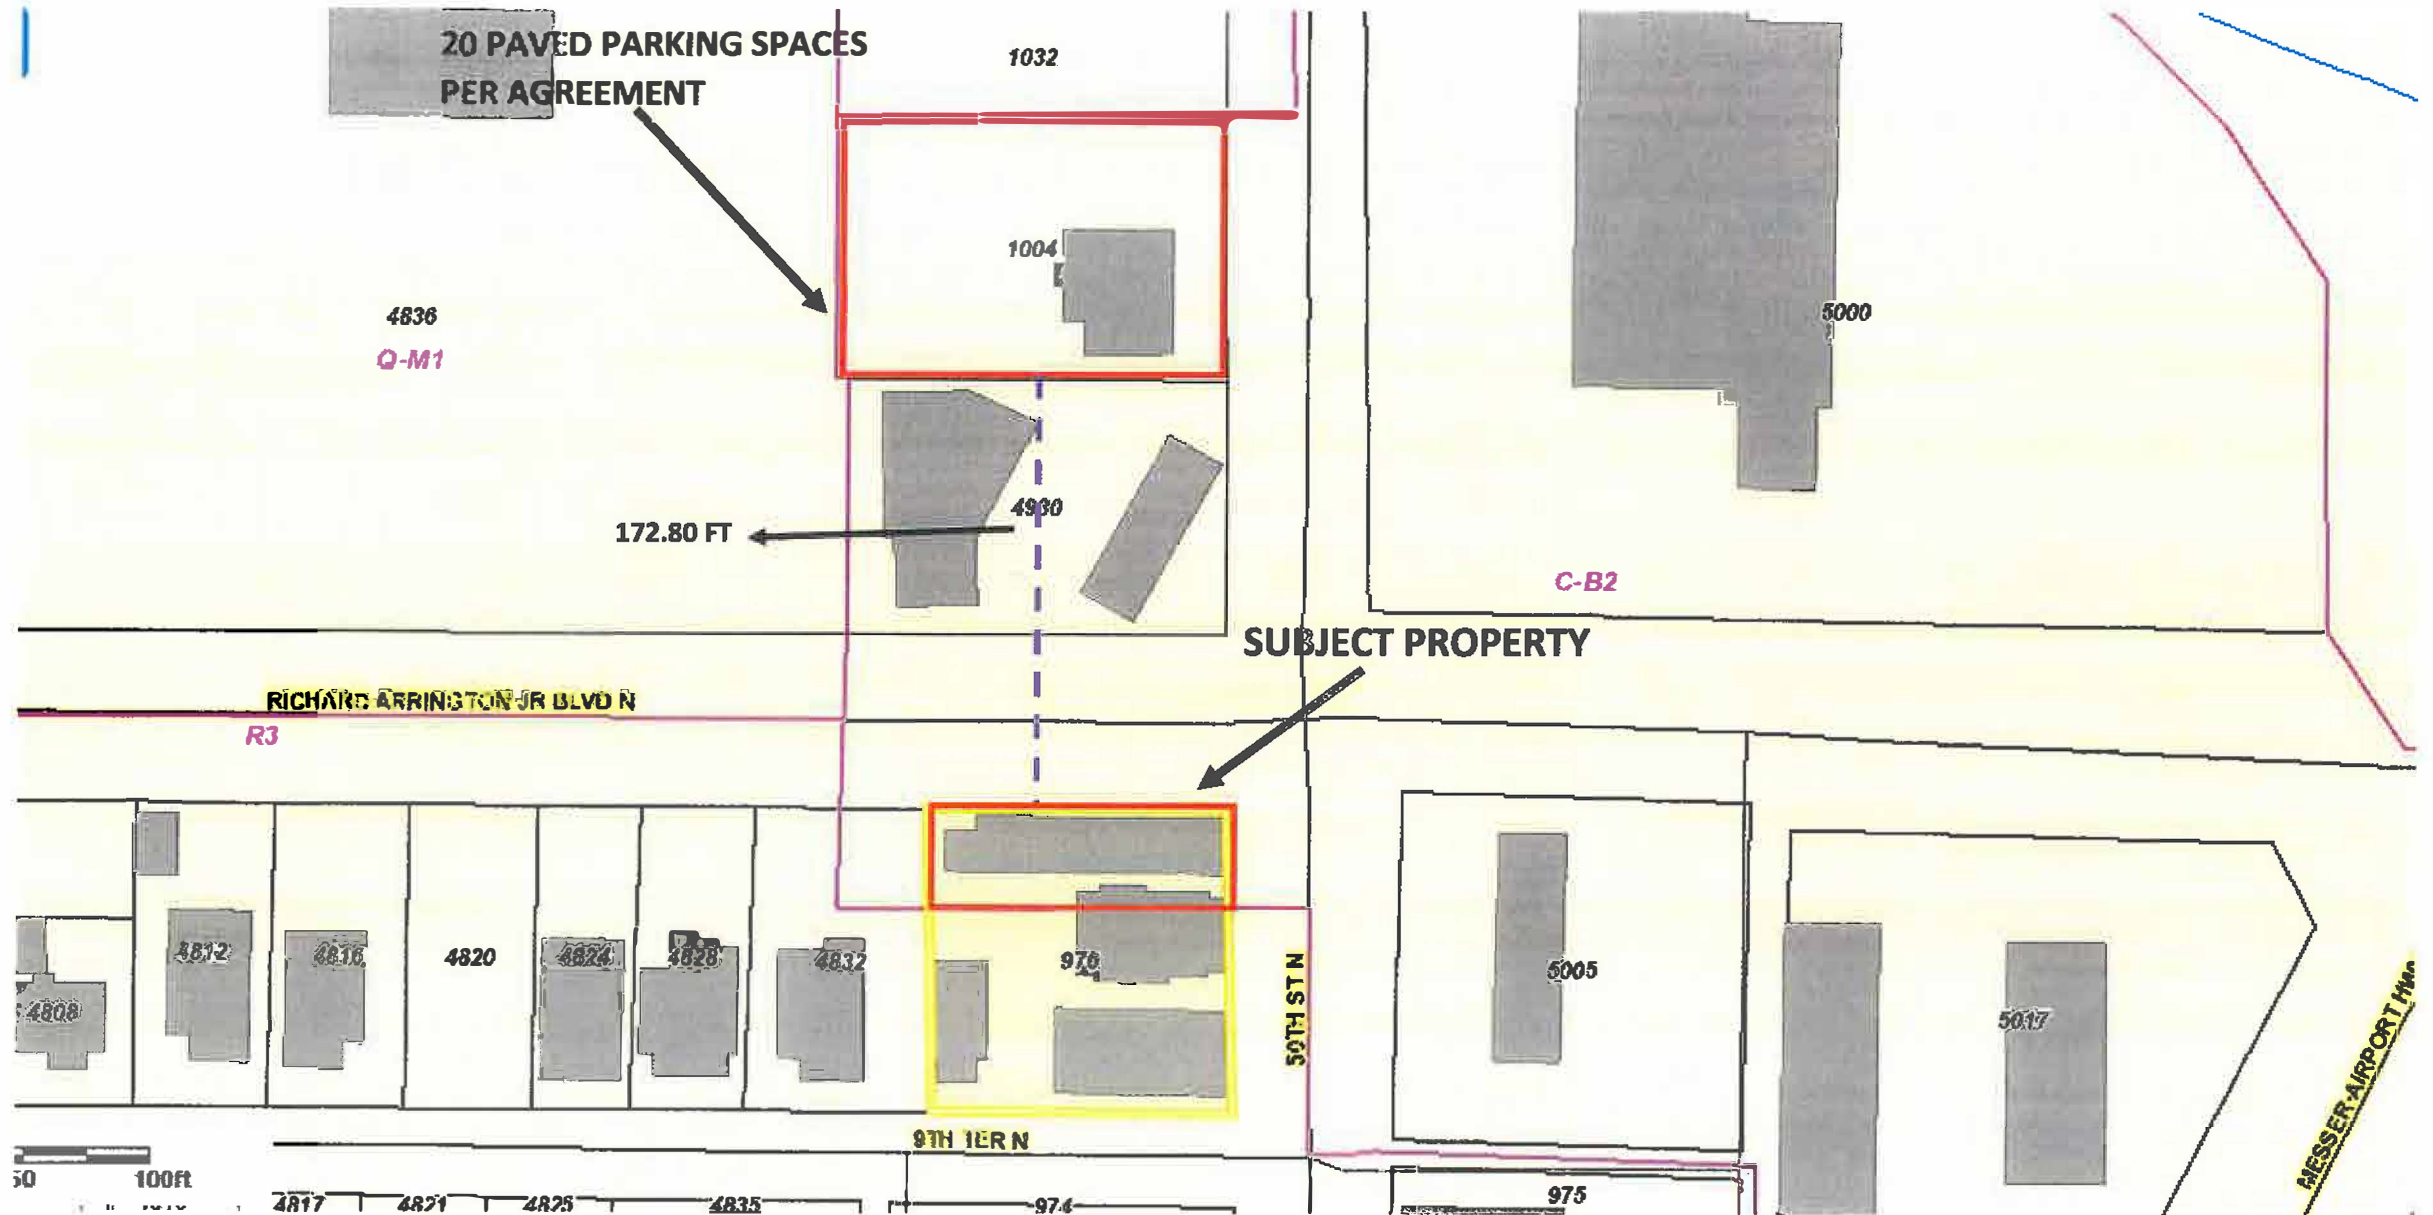 20 PAVED PARKING SPACES
PER AGREEMENT
1032
1004
4836
Q-M1
5000
4930
172.80 FT
C-B2
SUBJECT PROPERTY
RICHARD ARRINGTON JR BLVD N
R3
4812
4816
4820
4824
4828
4832
976
5005
4808
5017
50TH ST N
MESSER-AIRPORT HWY
9TH TER N
50
100ft
4817
4821
4825
4835
974
975